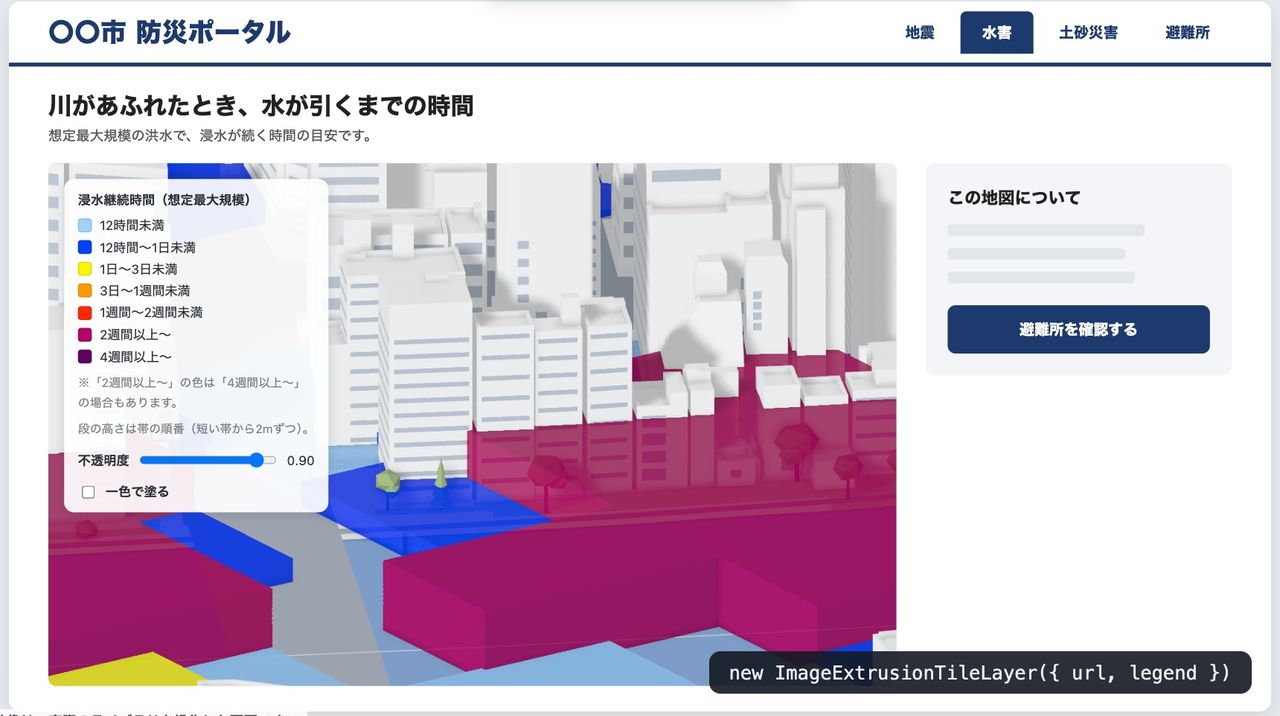 〇〇市 防災ポータル
地震
水害
土砂災害
避難所
川があふれたとき、水が引くまでの時間
想定最大規模の洪水で、浸水が続く時間の目安です。
浸水継続時間（想定最大規模）
12時間未満
12時間〜1日未満
1日〜3日未満
3日〜1週間未満
1週間〜2週間未満
2週間以上〜
4週間以上〜
※「2週間以上〜」の色は「4週間以上〜」
の場合もあります。
段の高さは帯の順番（短い帯から2mずつ）。
不透明度 0.90
一色で塗る
この地図について
避難所を確認する
new ImageExtrusionTileLayer({ url, legend })